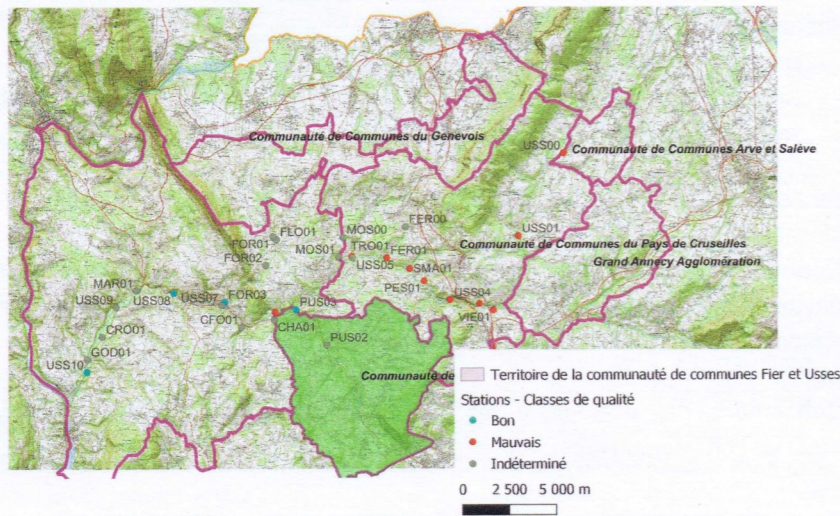 Communauté de Communes du Genevois
USS00
Communauté de Communes Arve et Salève
FLO01
MOS00
FER00
USS01
FOR01
MOS01
TRO01
FER01
Communauté de Communes du Pays de Cruseilles
FOR02
USS05
SMA01
Grand Annecy Agglomération
MAR01
PES01
USS09
USS08
USS07
FOR03
PUS03
USS04
CFO01
VIE01
CRO01
CHA01
GOD01
PUS02
USS10
Communauté de
Territoire de la communauté de communes Fier et Usses
Stations - Classes de qualité
Bon
Mauvais
Indéterminé
0 2 500 5 000 m